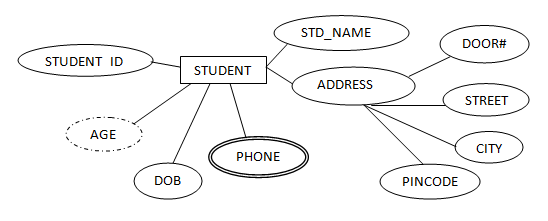 STD_NAME
DOOR#
STUDENT ID
STUDENT
ADDRESS
STREET
AGE
CITY
PHONE
DOB
PINCODE